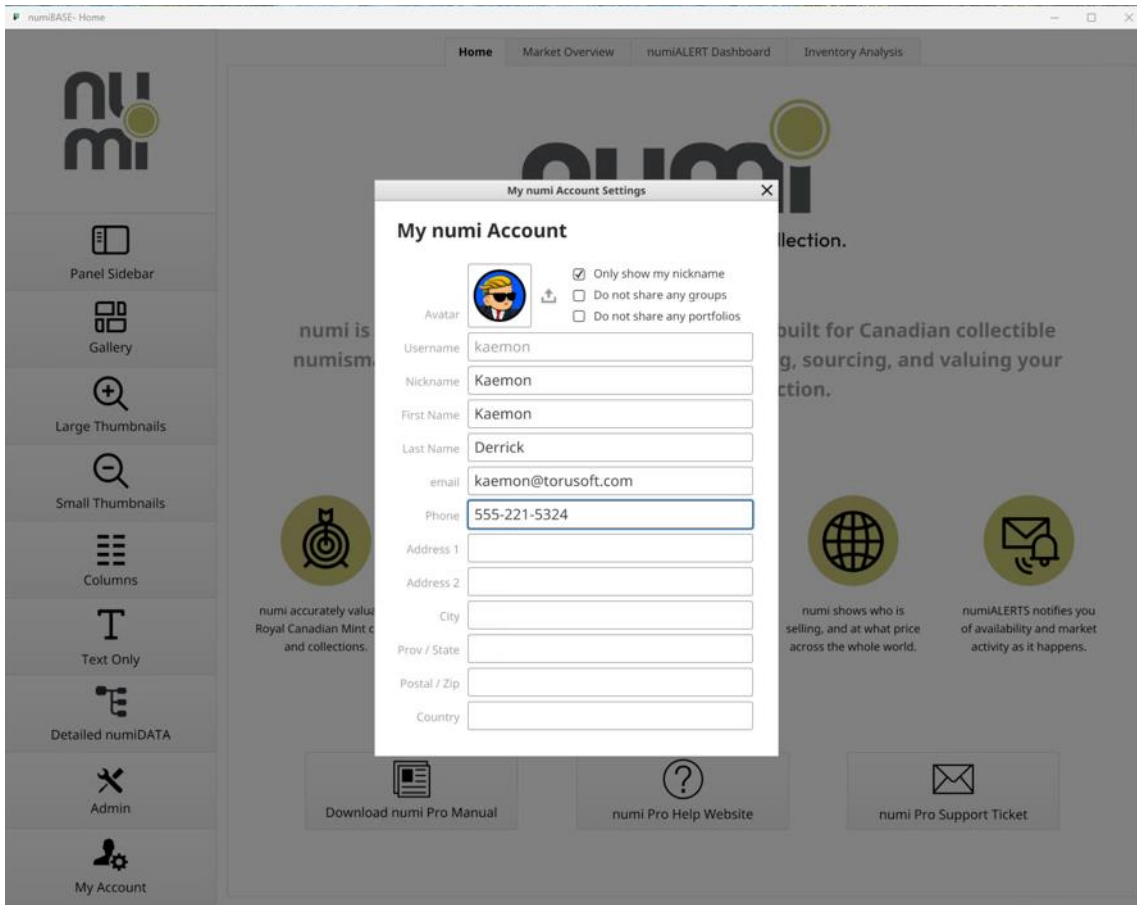 numiBASE- Home
Home
Market Overview
numiALERT Dashboard
Inventory Analysis
numi
Panel Sidebar
Gallery
Large Thumbnails
Small Thumbnails
Columns
Text Only
Detailed numiDATA
Admin
My Account
numi
llection.
numi is
built for Canadian collectible
numism
g, sourcing, and valuing your
ction.
My numi Account Settings
My numi Account
Avatar
Only show my nickname
Do not share any groups
Do not share any portfolios
Username kaemon
Nickname Kaemon
First Name Kaemon
Last Name Derrick
email kaemon@torusoft.com
Phone 555-221-5324
Address 1
Address 2
City
Prov / State
Postal / Zip
Country
numi accurately valua
Royal Canadian Mint c
and collections.
numi shows who is
selling, and at what price
across the whole world.
numiALERTS notifies you
of availability and market
activity as it happens.
Download numi Pro Manual
numi Pro Help Website
numi Pro Support Ticket